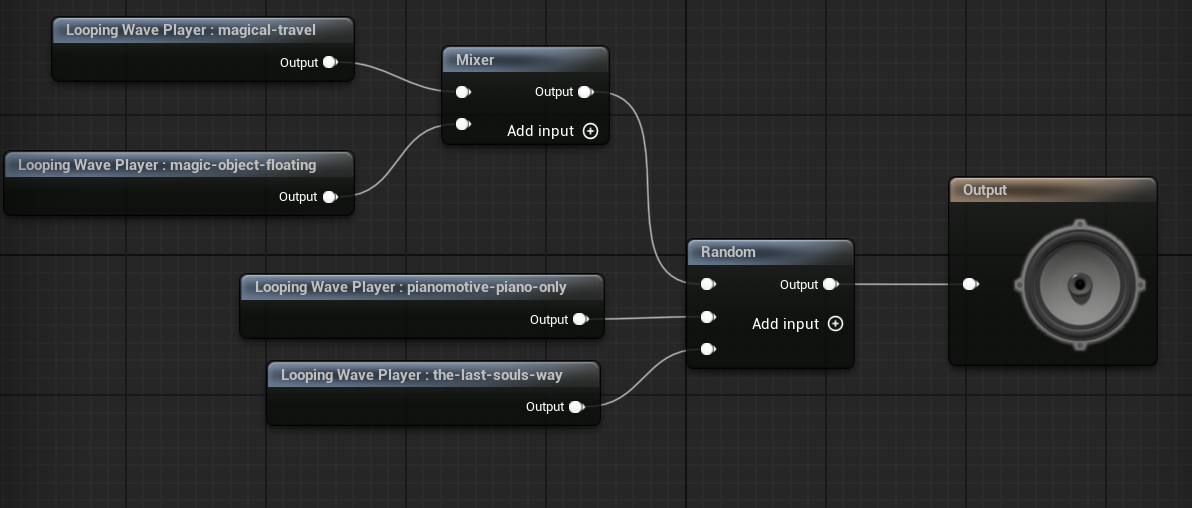 Looping Wave Player : magical-travel
Output
Mixer
Output
Add input
Looping Wave Player : magic-object-floating
Output
Output
Random
Output
Add input
Looping Wave Player : pianomotive-piano-only
Output
Looping Wave Player : the-last-souls-way
Output